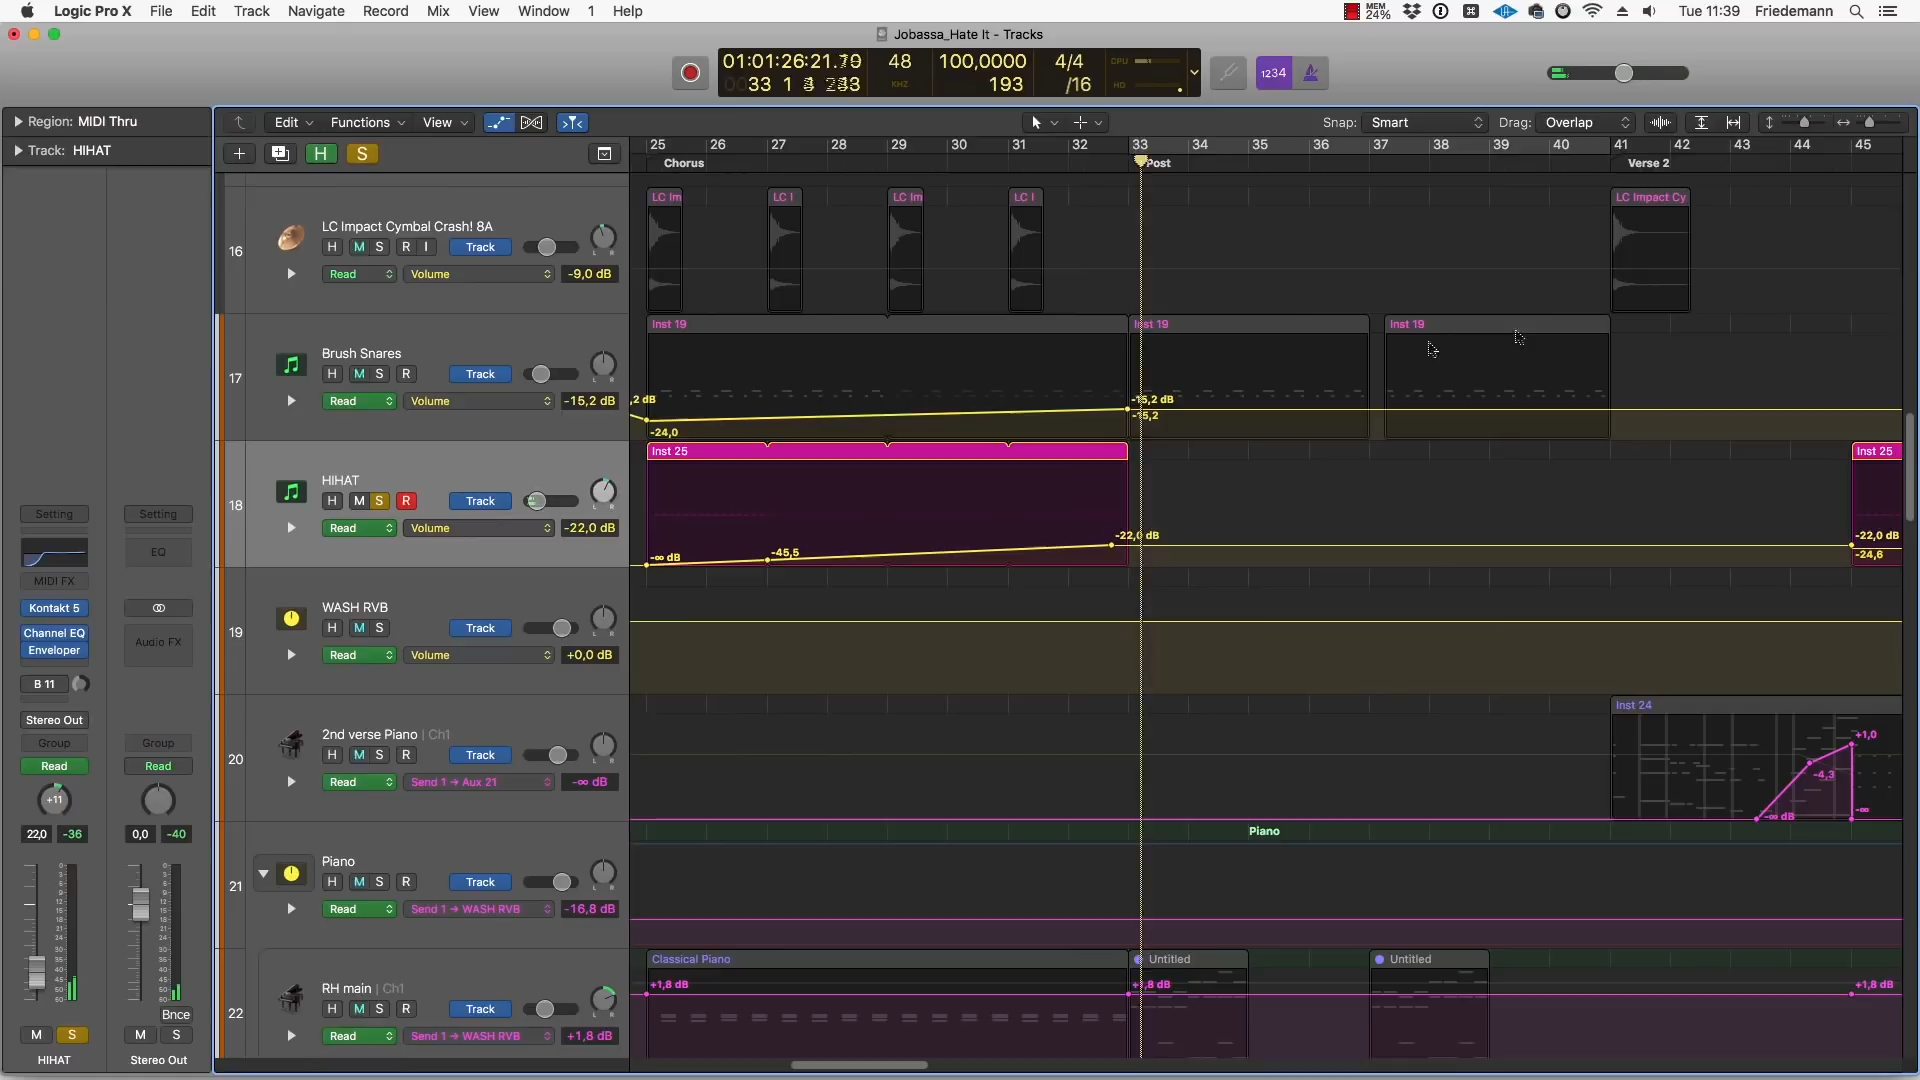 Logic Pro X File Edit Track Navigate Record Mix View Window 1 Help MEM 24% Tue 11:39 Friedemann
Jobassa_Hate It - Tracks
01:01:26:21.79 48 100,0000 4/4 CPU
33 1 KHZ 193 /16 HD 1234
Region: MIDI Thru Edit Functions View Snap: Smart Drag: Overlap
Track: HIHAT H S
25 26 27 28 29 30 31 32 33 34 35 36 37 38 39 40 41 42 43 44 45
Chorus Post Verse 2
16 LC Impact Cymbal Crash! 8A
H M S R I Track
Read Volume -9,0 dB
LC Im LC I LC Im LC I LC Impact Cy
17 Brush Snares
H M S R Track
Read Volume -15,2 dB
Inst 19 Inst 19 Inst 19
,2 dB -15,2 dB
-24,0 -15,2
18 HIHAT
H M S R Track
Read Volume -22,0 dB
Inst 25 Inst 25
-∞ dB -45,5 -22,0 dB -22,0 dB
-24,6
19 WASH RVB
H M S Track
Read Volume +0,0 dB
20 2nd verse Piano | Ch1
H M S R Track
Read Send 1 → Aux 21 -∞ dB
Inst 24
+1,0
-4,3
-∞ dB -∞
21 Piano
H M S R Track
Read Send 1 → WASH RVB -16,8 dB
Piano
22 RH main | Ch1
H M S R Track
Read Send 1 → WASH RVB +1,8 dB
Classical Piano Untitled Untitled
+1,8 dB +1,8 dB +1,8 dB
Setting Setting
EQ
MIDI FX
Kontakt 5
Channel EQ Audio FX
Enveloper
B 11
Stereo Out
Group Group
Read Read
+11
22,0 -36 0,0 -40
Bnce
M S M S
HIHAT Stereo Out